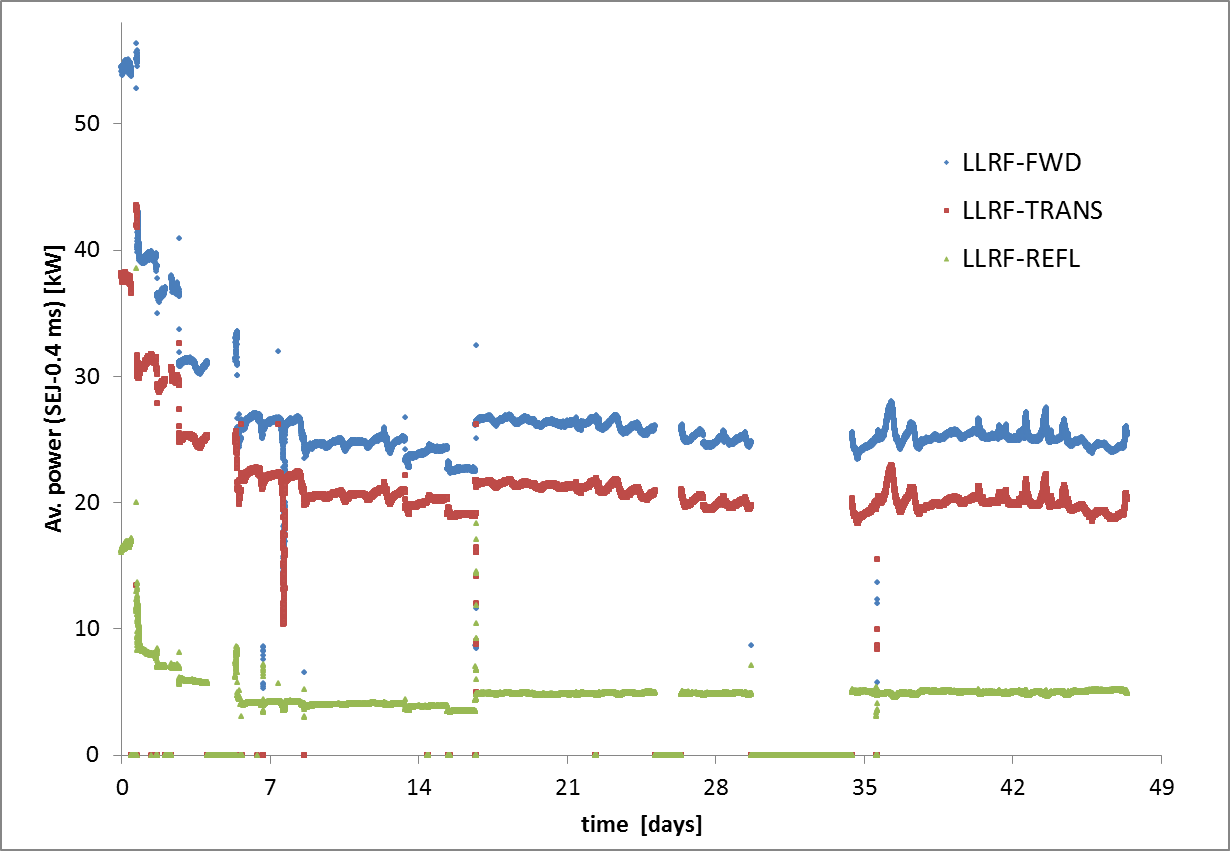 Av. power (SEJ-0.4 ms) [kW]
50
40
30
20
10
0
LLRF-FWD
LLRF-TRANS
LLRF-REFL
0 7 14 21 28 35 42 49
time [days]